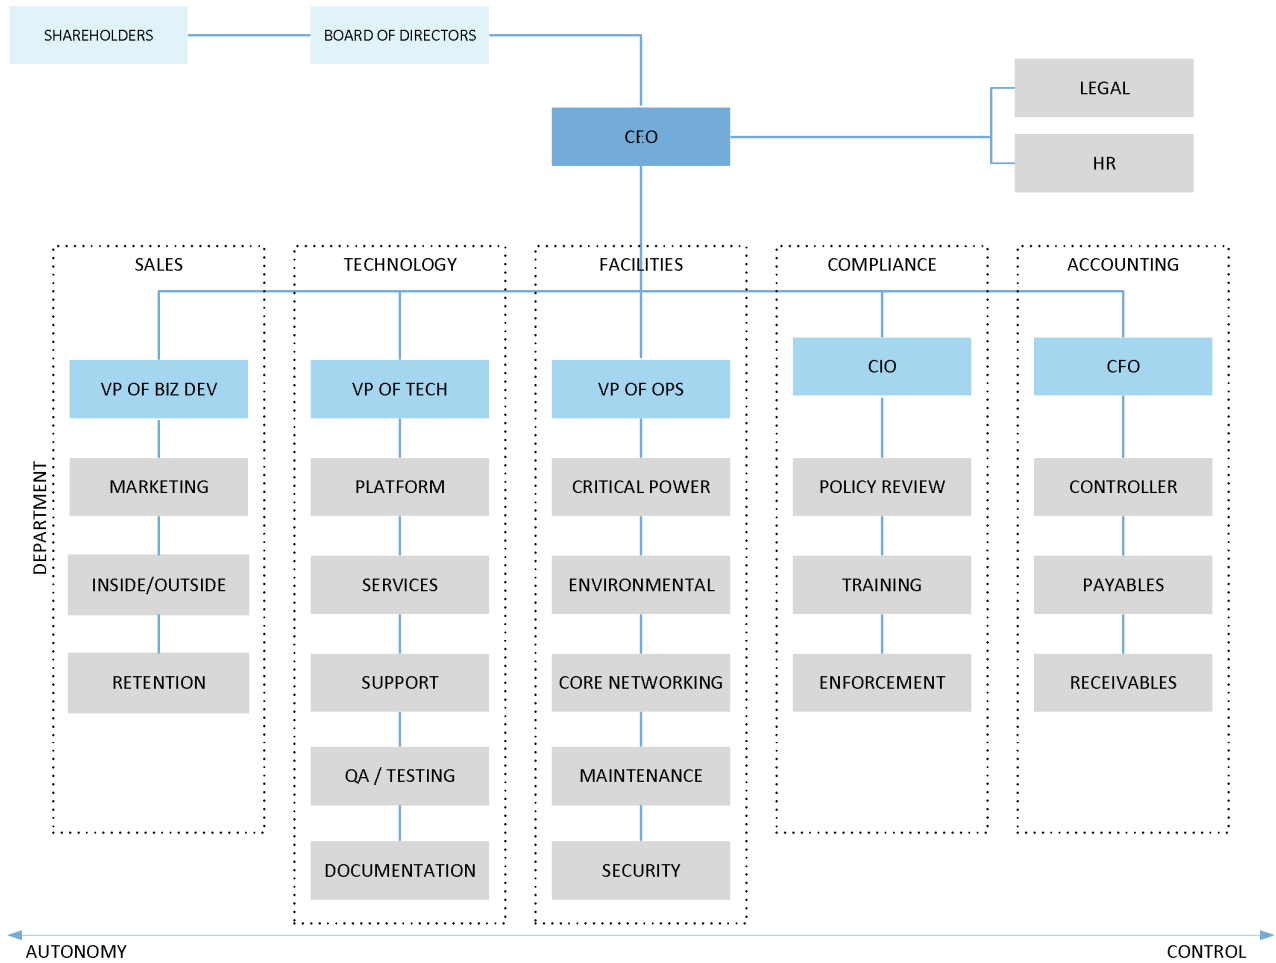 SHAREHOLDERS
BOARD OF DIRECTORS
LEGAL
CEO
HR
SALES
TECHNOLOGY
FACILITIES
COMPLIANCE
ACCOUNTING
VP OF BIZ DEV
VP OF TECH
VP OF OPS
CIO
CFO
DEPARTMENT
MARKETING
PLATFORM
CRITICAL POWER
POLICY REVIEW
CONTROLLER
INSIDE/OUTSIDE
SERVICES
ENVIRONMENTAL
TRAINING
PAYABLES
RETENTION
SUPPORT
CORE NETWORKING
ENFORCEMENT
RECEIVABLES
QA / TESTING
MAINTENANCE
DOCUMENTATION
SECURITY
AUTONOMY
CONTROL